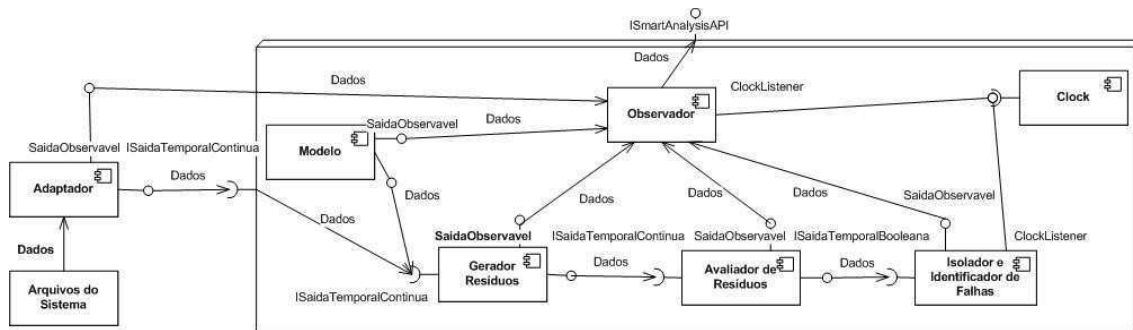 ISmartAnalysisAPI
Dados
Dados
ClockListener
Clock
Observador
SaidaObservavel
Dados
Modelo
SaidaObservavel
ISaidaTemporalContinua
Adaptador
Dados
Dados
Dados
Dados
Dados
Dados
SaidaObservavel
Dados
SaidaObservavel
ISaidaTemporalContinua
SaidaObservavel
ISaidaTemporalBooleana
ClockListener
Gerador
Resíduos
Dados
Avaliador de
Resíduos
Dados
Isolador e
Identificador de
Falhas
Arquivos do
Sistema
ISaidaTemporalContinua